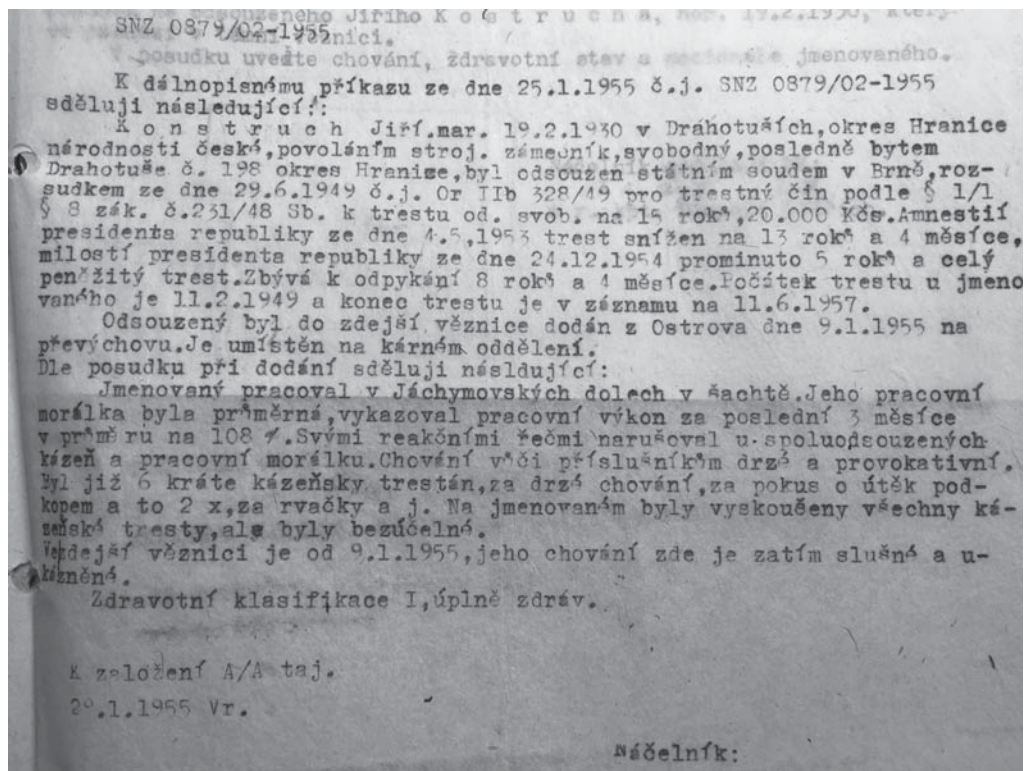 odsouzeného Jiřího K o s t r u c h a, nar. 19.2.1930, který
SNZ 0879/02-1955
věznici.
V posudku uveďte chování, zdravotní stav a jmenovaného.
K dálnopisnému příkazu ze dne 25.1.1955 č.j. SNZ 0879/02-1955
sděluji následující:
K o n s t r u c h Jiří.mar. 19.2.1930 v Drahotuších,okres Hranice
národnosti české,povoláním stroj. zámečník,svobodný,posledně bytem
Drahotuše č. 198 okres Hranise,byl odsouzen státním soudem v Brně,roz-
sudkem ze dne 29.6.1949 č.j. Or IIb 328/49 pro trestný čin podle § 1/1
§ 8 zák. č.231/48 Sb. k trestu od. svob. na 15 roků,20.000 Kčs.Amnestií
presidenta republiky ze dne 4.5,1953 trest snížen na 13 roků a 4 měsíce,
milostí presidenta republiky ze dne 24.12.1954 prominuto 5 roků a celý
peněžitý trest.Zbývá k odpykání 8 roků a 4 měsíce.Počátek trestu u jmeno
vaného je 11.2.1949 a konec trestu je v záznamu na 11.6.1957.
Odsouzený byl do zdejší věznice dodán z Ostrova dne 9.1.1955 na
převýchovu.Je umístěn na kárném oddělení.
Dle posudku při dodání sděluji násldující:
Jmenovaný pracoval v Jáchymovských dolech v šachtě.Jeho pracovní
morálka byla průměrná,vykazoval pracovní výkon za poslední 3 měsíce
v průměru na 108 %.Svými reakčními řečmi narušoval u spoluodsouzených
kázeň a pracovní morálku.Chování vůči příslušníkům drzé a provokativní.
Byl již 6 kráte kázeňsky trestán,za drzé chování,za pokus o útěk pod-
kopem a to 2 x,za rvačky a j. Na jmenovaném byly vyskoušeny všechny ká-
zeňské tresty,ale byly bezúčelné.
Vezdejší věznici je od 9.1.1955,jeho chování zde je zatím slušné a u-
kázněné.
Zdravotní klasifikace I,úplně zdráv.
K založení A/A taj.
.1.1955 Vr.
Náčelník: